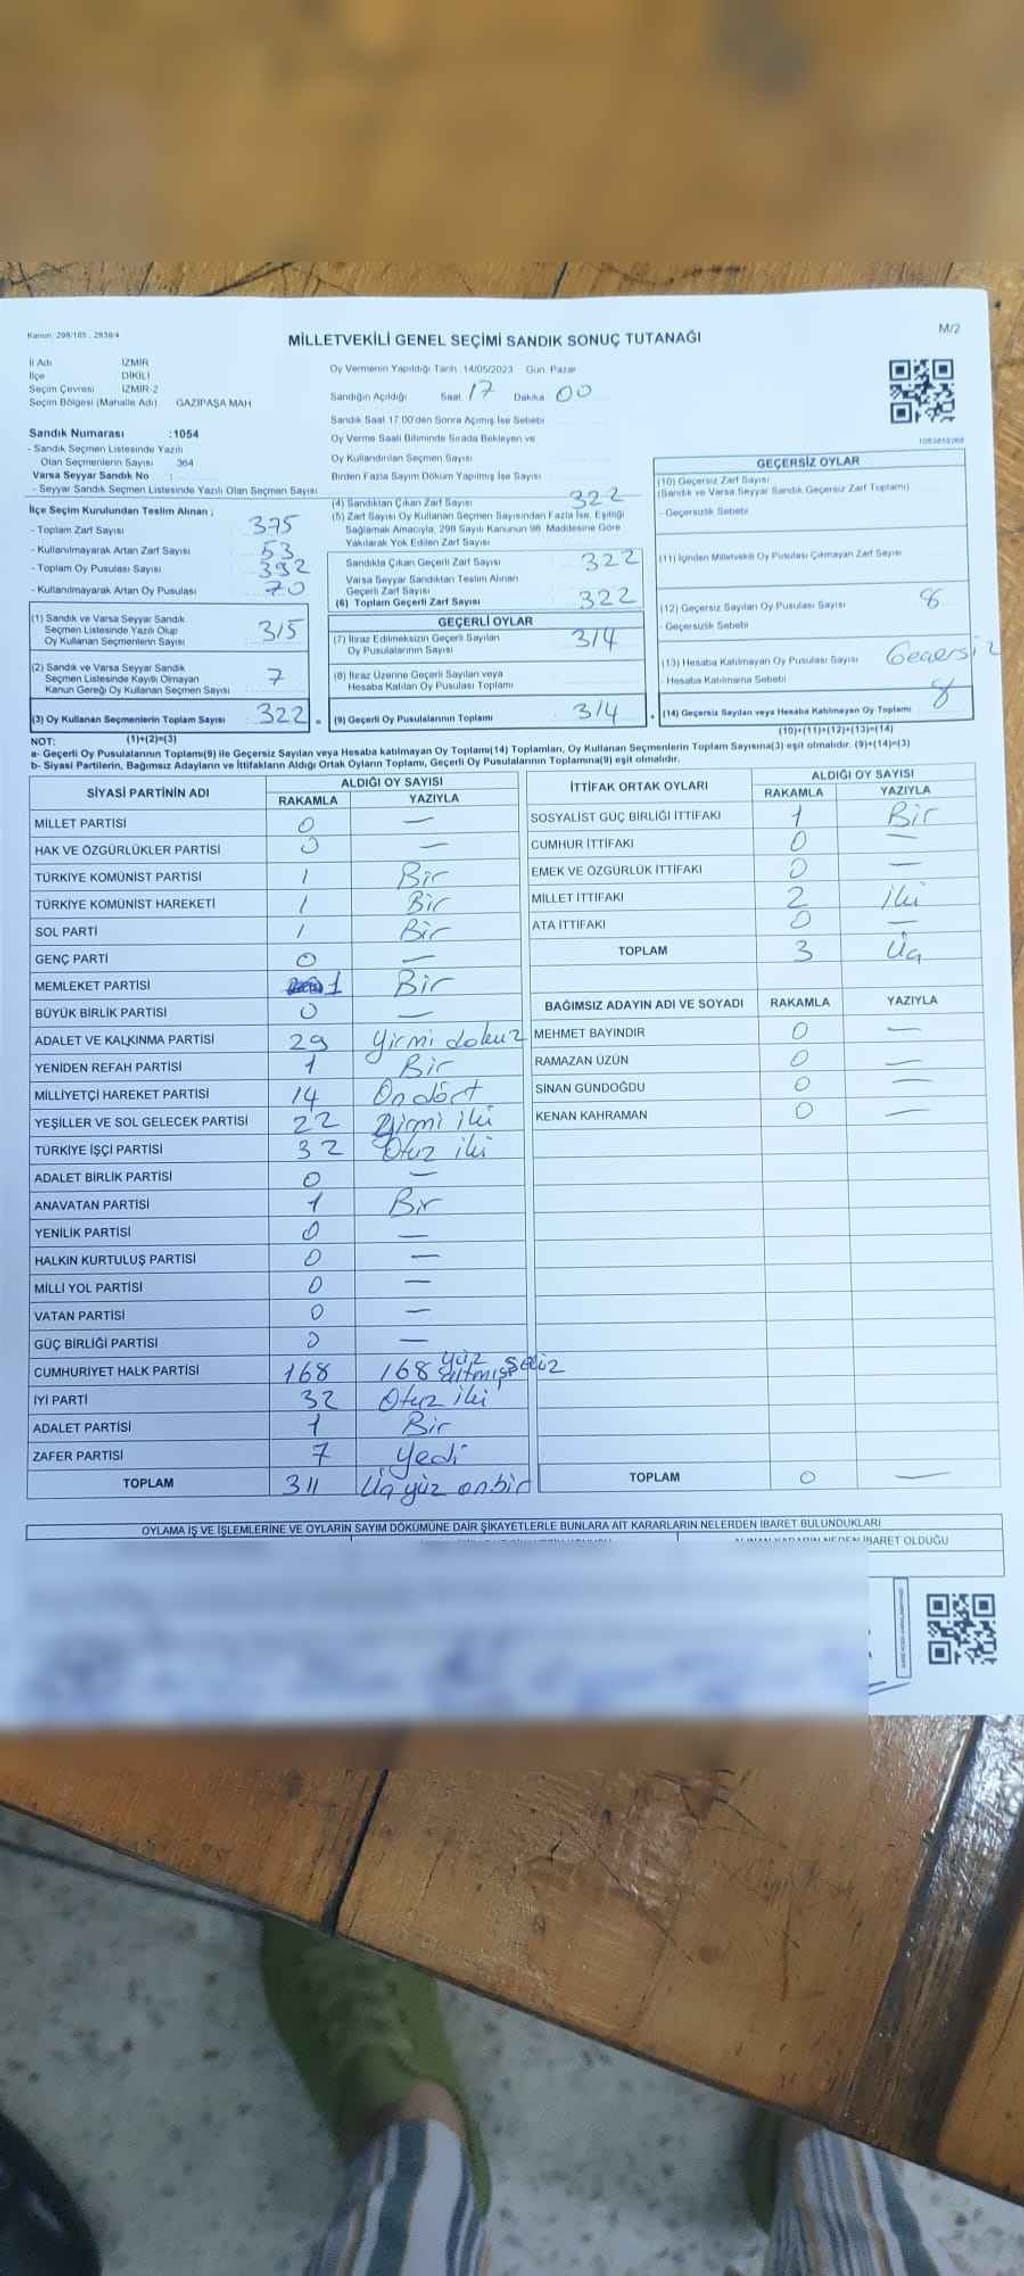 Kanun: 298/105 , 2839/4
M/2
MİLLETVEKİLİ GENEL SEÇİMİ SANDIK SONUÇ TUTANAĞI
İl Adı İZMİR
İlçe DİKİLİ
Seçim Çevresi İZMİR-2
Seçim Bölgesi (Mahalle Adı) GAZİPAŞA MAH
Sandık Numarası :1054
- Sandık Seçmen Listesinde Yazılı
Olan Seçmenlerin Sayısı 364
Varsa Seyyar Sandık No :
- Seyyar Sandık Seçmen Listesinde Yazılı Olan Seçmen Sayısı
İlçe Seçim Kurulundan Teslim Alınan ;
- Toplam Zarf Sayısı 375
- Kullanılmayarak Artan Zarf Sayısı 53
- Toplam Oy Pusulası Sayısı 392
- Kullanılmayarak Artan Oy Pusulası 70
(1) Sandık ve Varsa Seyyar Sandık
Seçmen Listesinde Yazılı Olup
Oy Kullanan Seçmenlerin Sayısı 315
(2) Sandık ve Varsa Seyyar Sandık
Seçmen Listesinde Kayıtlı Olmayan
Kanun Gereği Oy Kullanan Seçmen Sayısı 7
(3) Oy Kullanan Seçmenlerin Toplam Sayısı 322
(1)+(2)=(3)
Oy Vermenin Yapıldığı Tarih :14/05/2023 - Gün: Pazar
Sandığın Açıldığı Saat 17 Dakika 00
Sandık Saat 17:00'den Sonra Açılmış İse Sebebi
Oy Verme Saati Bitiminde Sırada Bekleyen ve
Oy Kullandırılan Seçmen Sayısı
Birden Fazla Sayım Döküm Yapılmış İse Sayısı
(4) Sandıktan Çıkan Zarf Sayısı 322
(5) Zarf Sayısı Oy Kullanan Seçmen Sayısından Fazla İse, Eşitliği
Sağlamak Amacıyla, 298 Sayılı Kanunun 98. Maddesine Göre
Yakılarak Yok Edilen Zarf Sayısı
Sandıkta Çıkan Geçerli Zarf Sayısı 322
Varsa Seyyar Sandıktan Teslim Alınan
Geçerli Zarf Sayısı
(6) Toplam Geçerli Zarf Sayısı 322
GEÇERLİ OYLAR
(7) İtiraz Edilmeksizin Geçerli Sayılan
Oy Pusulalarının Sayısı 314
(8) İtiraz Üzerine Geçerli Sayılan veya
Hesaba Katılan Oy Pusulası Toplamı
(9) Geçerli Oy Pusulalarının Toplamı 314
GEÇERSİZ OYLAR
(10) Geçersiz Zarf Sayısı
(Sandık ve Varsa Seyyar Sandık Geçersiz Zarf Toplamı)
- Geçersizlik Sebebi
(11) İçinden Milletvekili Oy Pusulası Çıkmayan Zarf Sayısı
(12) Geçersiz Sayılan Oy Pusulası Sayısı 8
- Geçersizlik Sebebi
(13) Hesaba Katılmayan Oy Pusulası Sayısı Geçersiz
Hesaba Katılmama Sebebi
(14) Geçersiz Sayılan veya Hesaba Katılmayan Oy Toplamı 8
(10)+(11)+(12)+(13)=(14)
NOT:
a- Geçerli Oy Pusulalarının Toplamı(9) ile Geçersiz Sayılan veya Hesaba katılmayan Oy Toplamı(14) Toplamları, Oy Kullanan Seçmenlerin Toplam Sayısına(3) eşit olmalıdır. (9)+(14)=(3)
b- Siyasi Partilerin, Bağımsız Adayların ve İttifakların Aldığı Ortak Oyların Toplamı, Geçerli Oy Pusulalarının Toplamına(9) eşit olmalıdır.
SİYASİ PARTİNİN ADI ALDIĞI OY SAYISI
RAKAMLA YAZIYLA
MİLLET PARTİSİ 0 —
HAK VE ÖZGÜRLÜKLER PARTİSİ 0 —
TÜRKİYE KOMÜNİST PARTİSİ 1 Bir
TÜRKİYE KOMÜNİST HAREKETİ 1 Bir
SOL PARTİ 1 Bir
GENÇ PARTİ 0 —
MEMLEKET PARTİSİ 1 Bir
BÜYÜK BİRLİK PARTİSİ 0 —
ADALET VE KALKINMA PARTİSİ 29 Yirmi dokuz
YENİDEN REFAH PARTİSİ 1 Bir
MİLLİYETÇİ HAREKET PARTİSİ 14 On dört
YEŞİLLER VE SOL GELECEK PARTİSİ 22 Yirmi iki
TÜRKİYE İŞÇİ PARTİSİ 32 Otuz iki
ADALET BİRLİK PARTİSİ 0 —
ANAVATAN PARTİSİ 1 Bir
YENİLİK PARTİSİ 0 —
HALKIN KURTULUŞ PARTİSİ 0 —
MİLLİ YOL PARTİSİ 0 —
VATAN PARTİSİ 0 —
GÜÇ BİRLİĞİ PARTİSİ 0 —
CUMHURİYET HALK PARTİSİ 168 168 yüz altmış sekiz
İYİ PARTİ 32 Otuz iki
ADALET PARTİSİ 1 Bir
ZAFER PARTİSİ 7 Yedi
TOPLAM 311 Üç yüz onbir
İTTİFAK ORTAK OYLARI ALDIĞI OY SAYISI
RAKAMLA YAZIYLA
SOSYALİST GÜÇ BİRLİĞİ İTTİFAKI 1 Bir
CUMHUR İTTİFAKI 0 —
EMEK VE ÖZGÜRLÜK İTTİFAKI 0 —
MİLLET İTTİFAKI 2 İki
ATA İTTİFAKI 0 —
TOPLAM 3 Üç
BAĞIMSIZ ADAYIN ADI VE SOYADI RAKAMLA YAZIYLA
MEHMET BAYINDIR 0 —
RAMAZAN UZÜN 0 —
SİNAN GÜNDOĞDU 0 —
KENAN KAHRAMAN 0 —
TOPLAM 0 —
OYLAMA İŞ VE İŞLEMLERİNE VE OYLARIN SAYIM DÖKÜMÜNE DAİR ŞİKAYETLERLE BUNLARA AİT KARARLARIN NELERDEN İBARET BULUNDUKLARI
ALINAN KARARIN NEDEN İBARET OLDUĞU